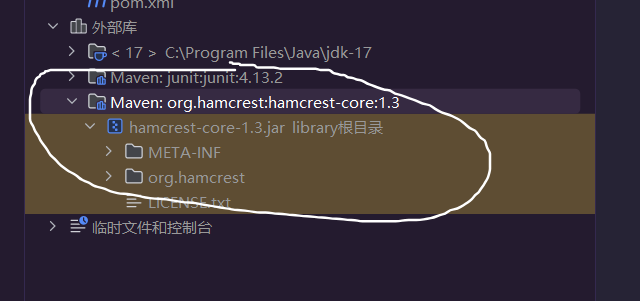 pom.xml
外部库
< 17 > C:\Program Files\Java\jdk-17
Maven: junit:junit:4.13.2
Maven: org.hamcrest:hamcrest-core:1.3
hamcrest-core-1.3.jar library根目录
META-INF
org.hamcrest
LICENSE.txt
临时文件和控制台